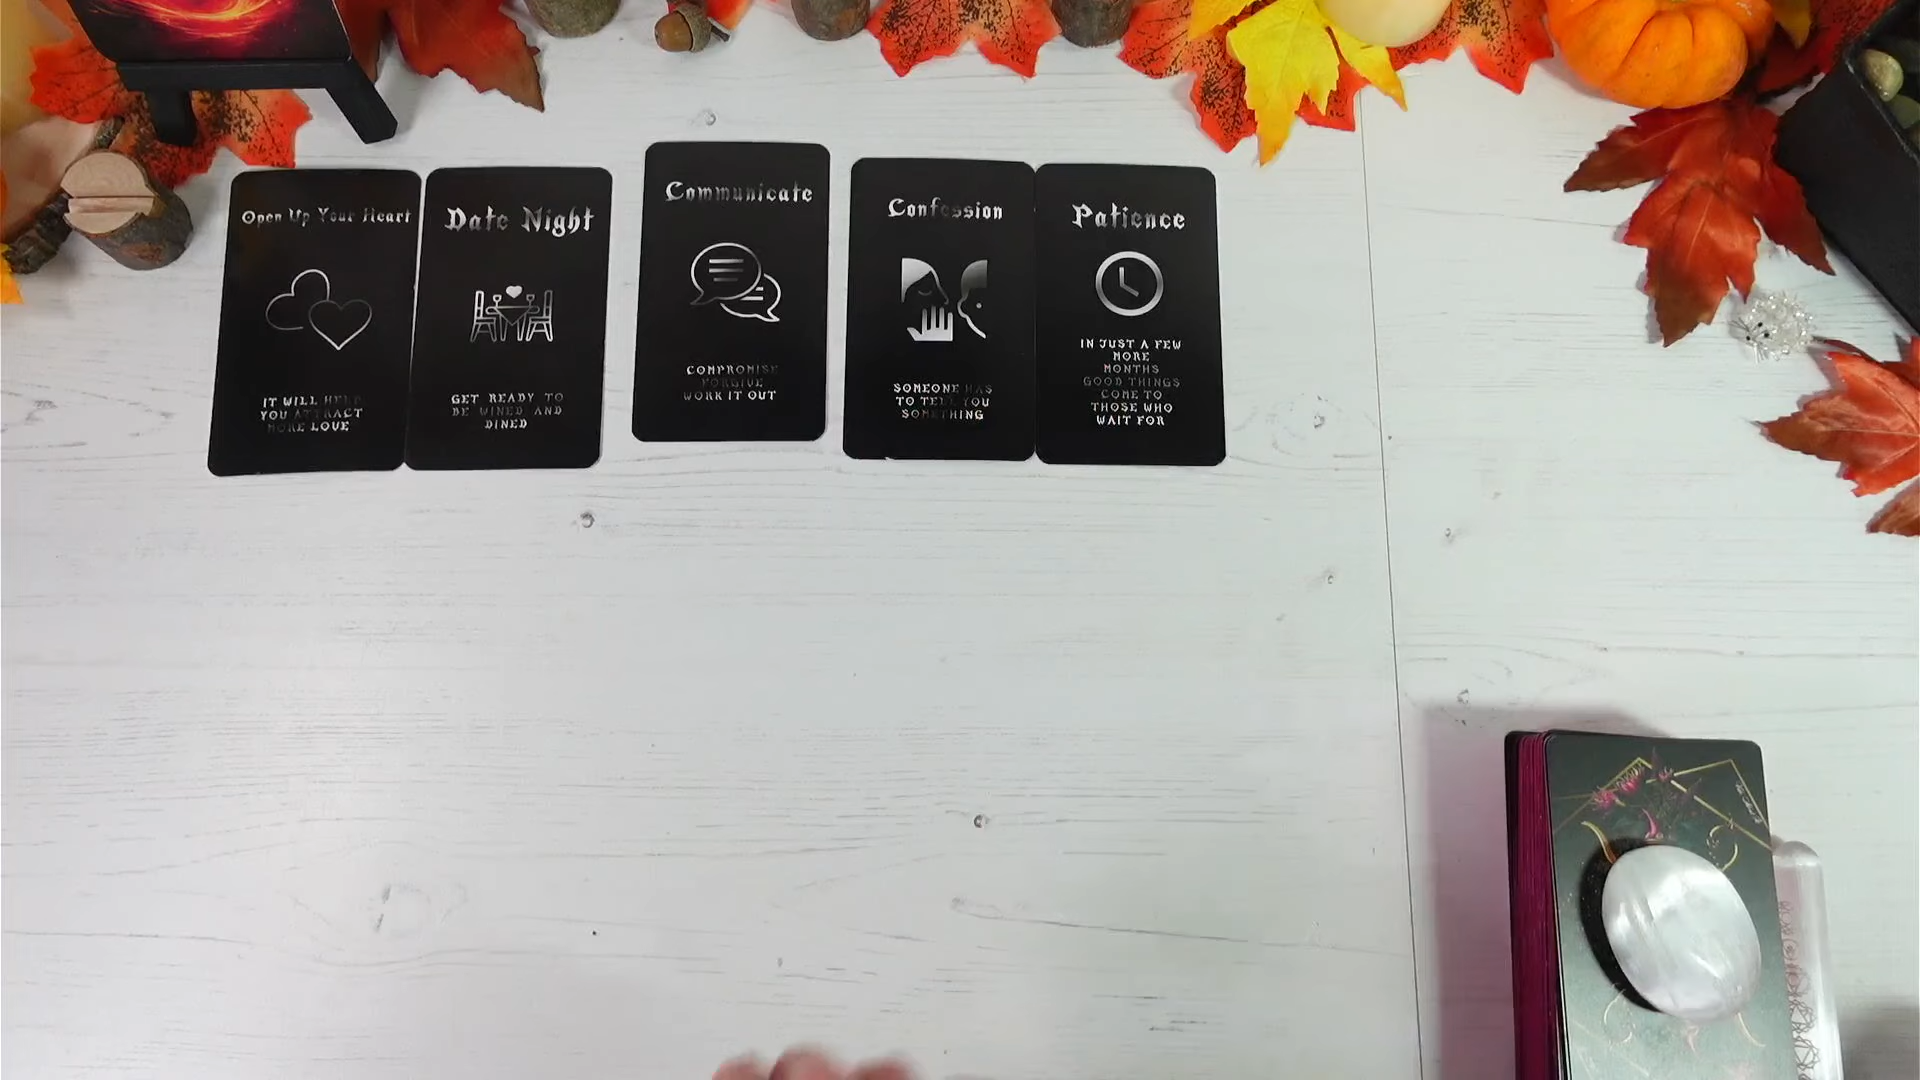 Open Up Your Heart
IT WILL HELP
YOU ATTRACT
MORE LOVE
Date Night
GET READY TO
BE WINED AND
DINED
Communicate
COMPROMISE
FORGIVE
WORK IT OUT
Confession
SOMEONE HAS
TO TELL YOU
SOMETHING
Patience
IN JUST A FEW
MORE
MONTHS
GOOD THINGS
COME TO
THOSE WHO
WAIT FOR